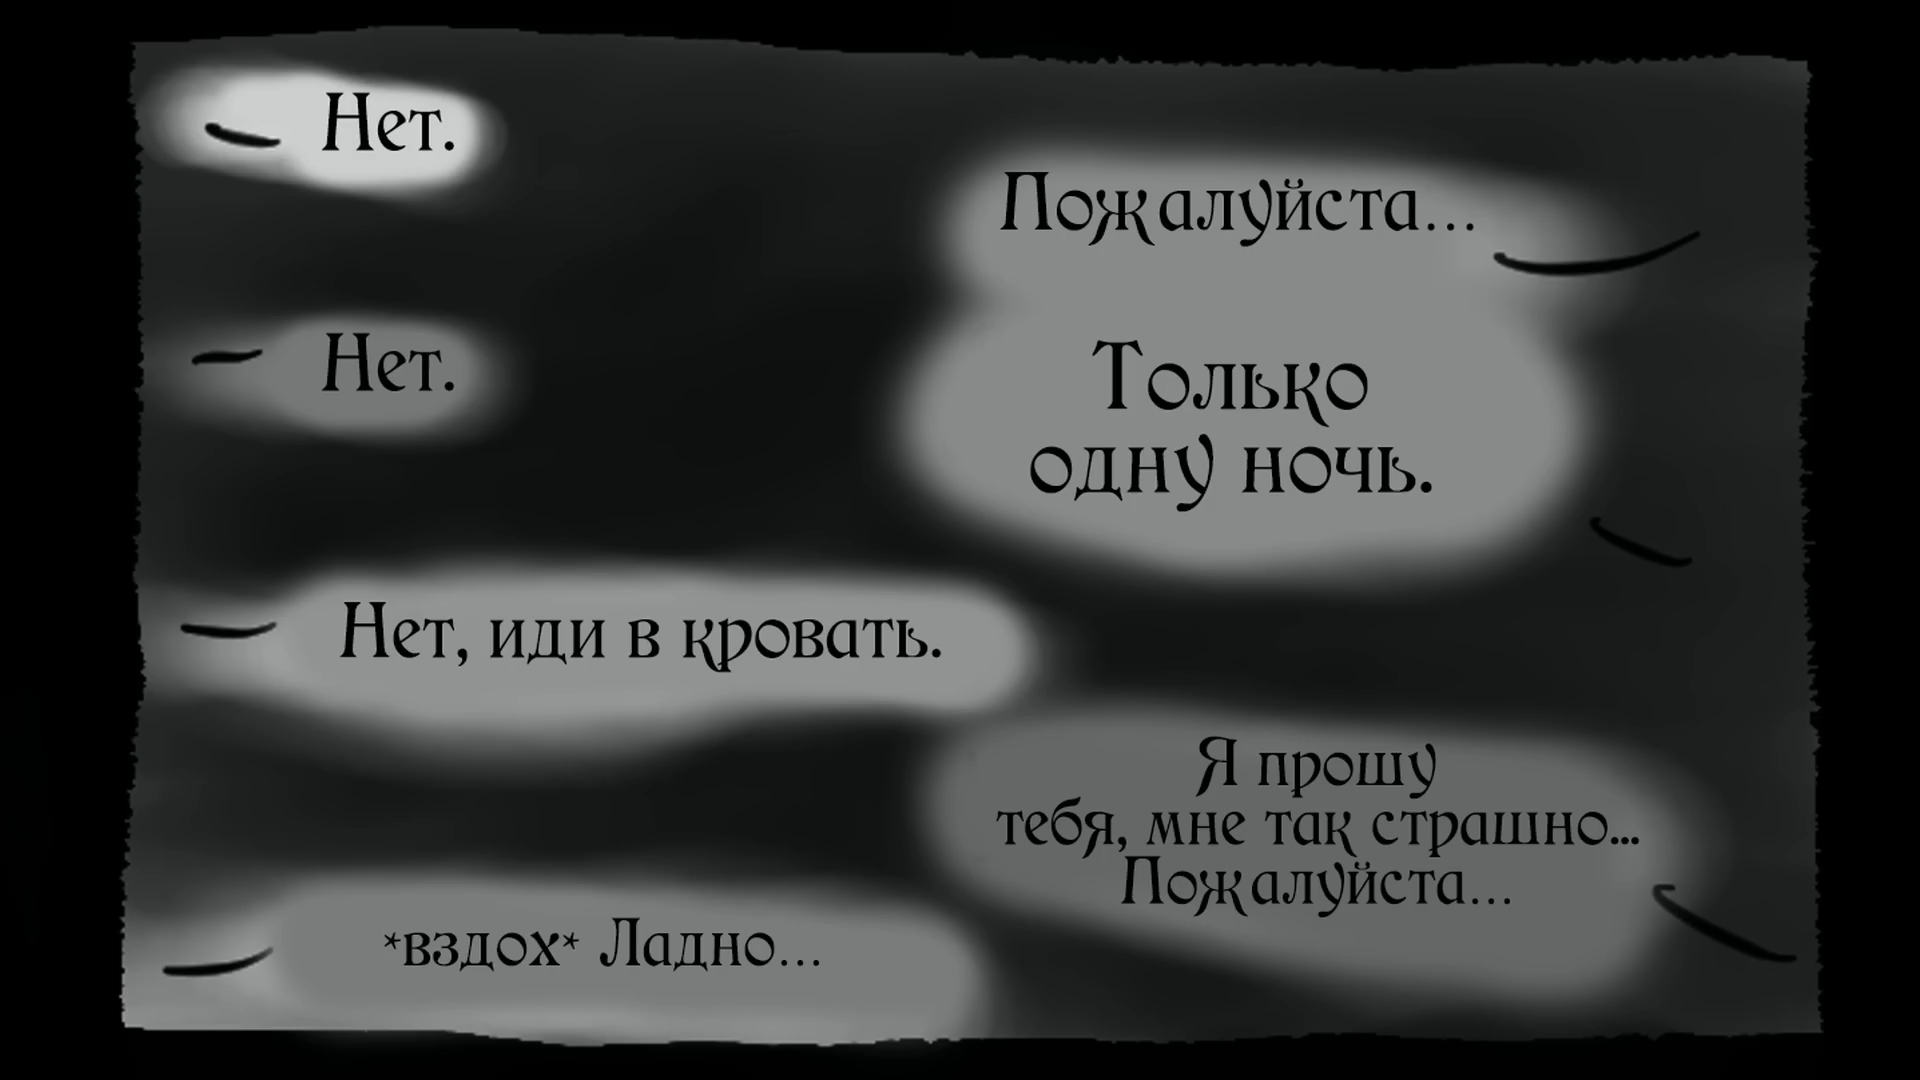 Нет.
Пожалуйста...
Нет.
Только
одну ночь.
Нет, иди в кровать.
Я прошу
тебя, мне так страшно...
Пожалуйста...
*вздох* Ладно...